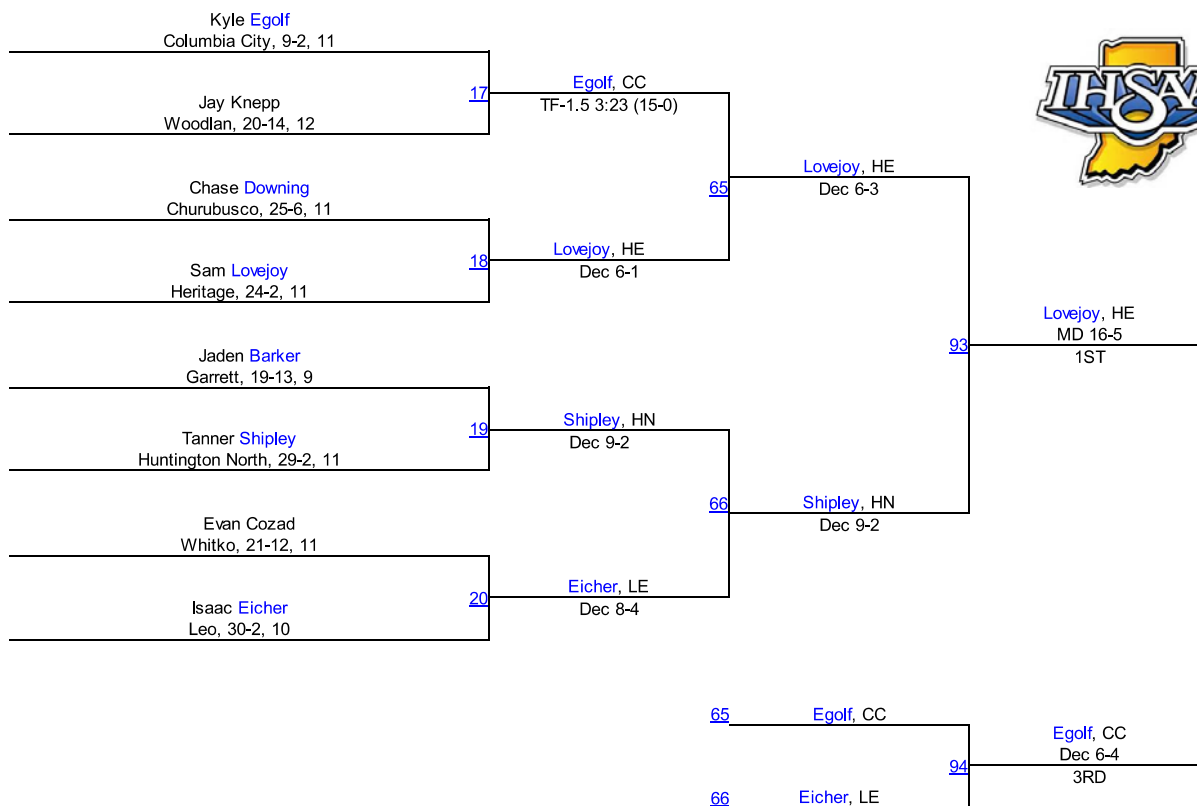 Kyle Egolf
Columbia City, 9-2, 11
Jay Knepp
Woodlan, 20-14, 12
17
Egolf, CC
TF-1.5 3:23 (15-0)
Chase Downing
Churubusco, 25-6, 11
Sam Lovejoy
Heritage, 24-2, 11
18
Lovejoy, HE
Dec 6-1
65
Lovejoy, HE
Dec 6-3
Jaden Barker
Garrett, 19-13, 9
Tanner Shipley
Huntington North, 29-2, 11
19
Shipley, HN
Dec 9-2
Evan Cozad
Whitko, 21-12, 11
Isaac Eicher
Leo, 30-2, 10
20
Eicher, LE
Dec 8-4
66
Shipley, HN
Dec 9-2
93
Lovejoy, HE
MD 16-5
1ST
IHSAA
65
Egolf, CC
66
Eicher, LE
94
Egolf, CC
Dec 6-4
3RD